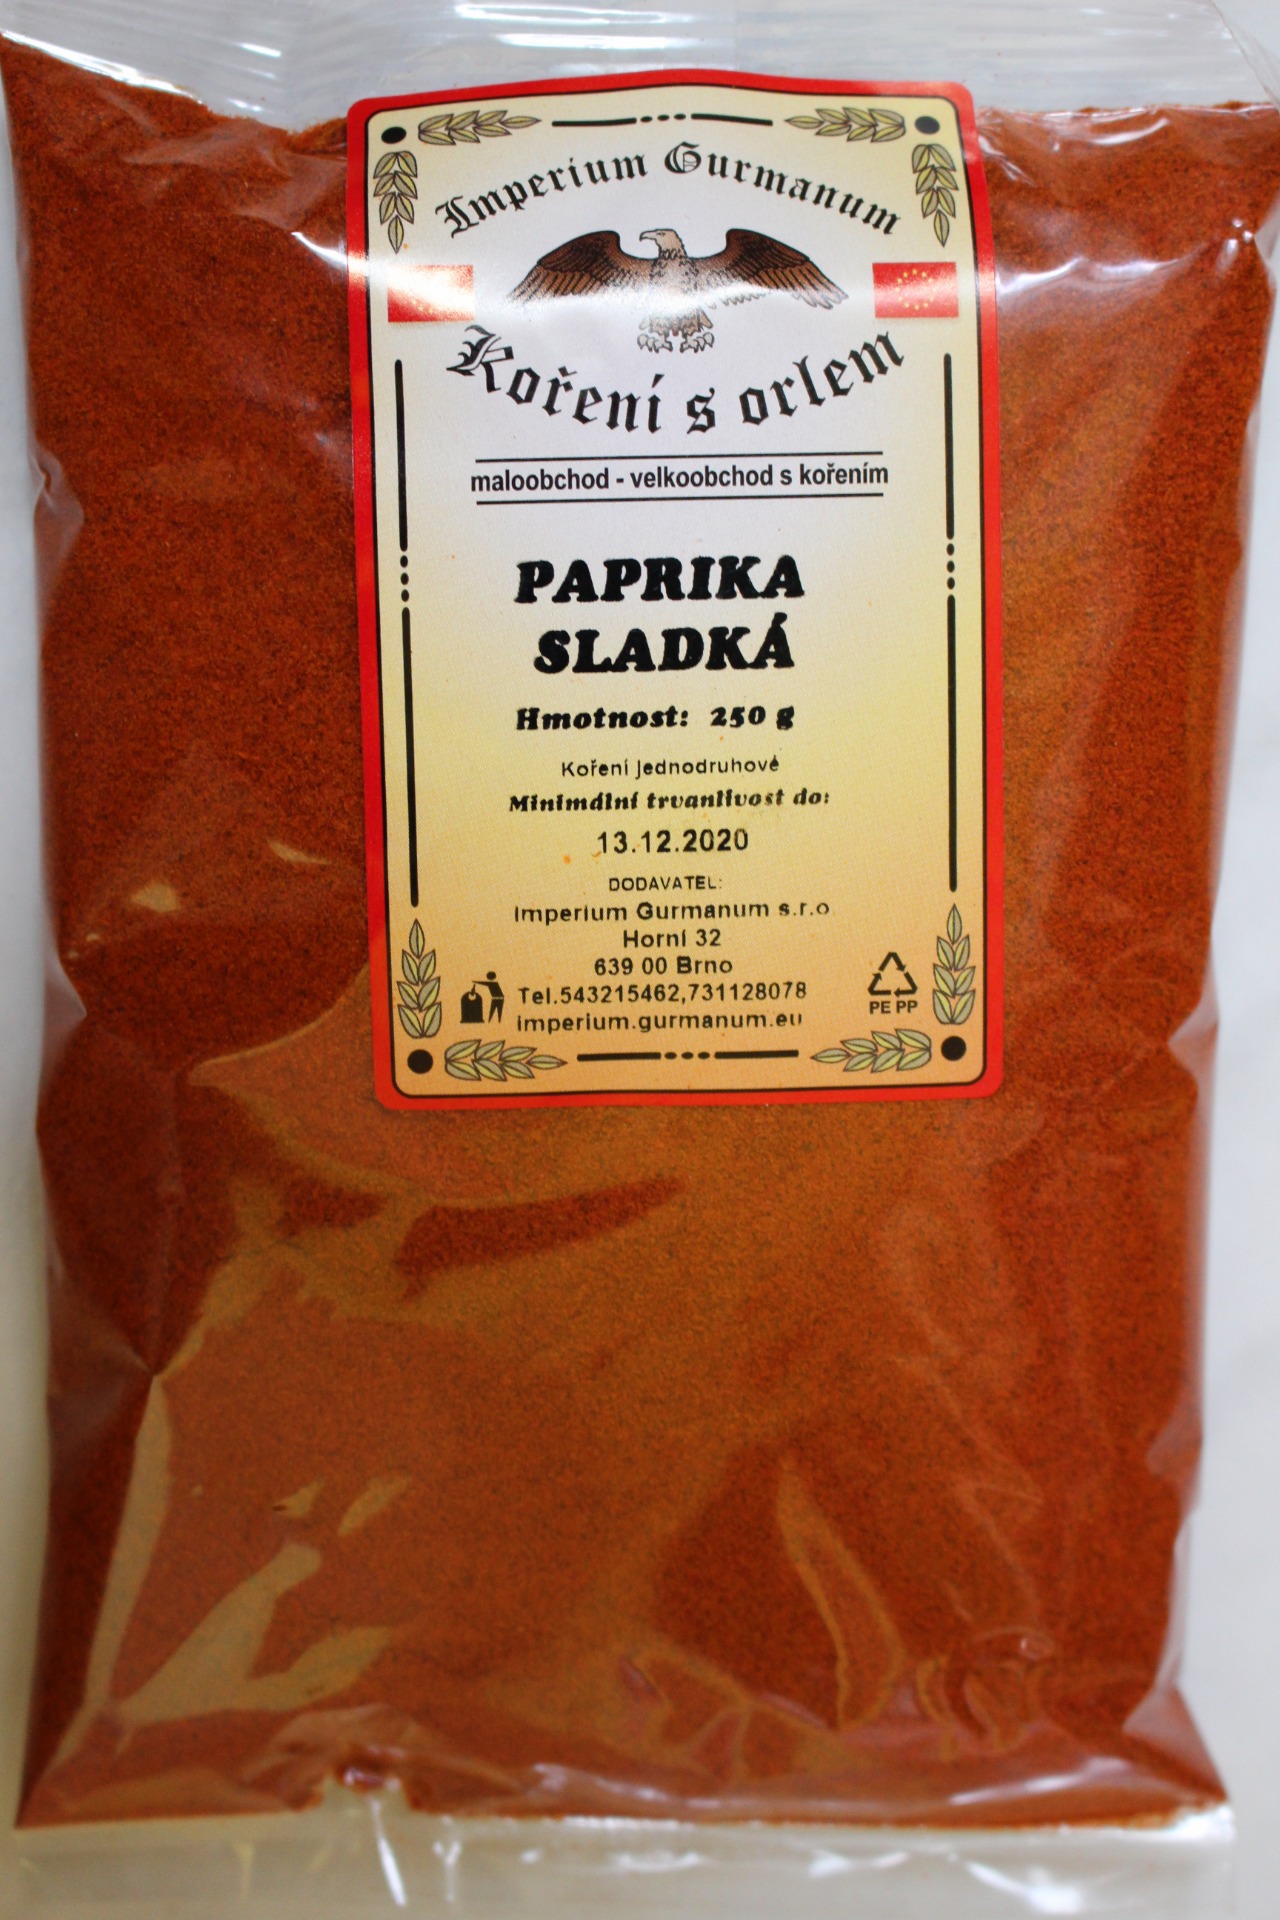 Imperium Gurmanum
Koření s orlem
maloobchod - velkoobchod s kořením
PAPRIKA
SLADKÁ
Hmotnost: 250 g
Koření jednodruhové
Minimální trvanlivost do:
13.12.2020
DODAVATEL:
Imperium Gurmanum s.r.o
Horní 32
639 00 Brno
Tel.543215462,731128078
imperium.gurmanum.eu
PE PP